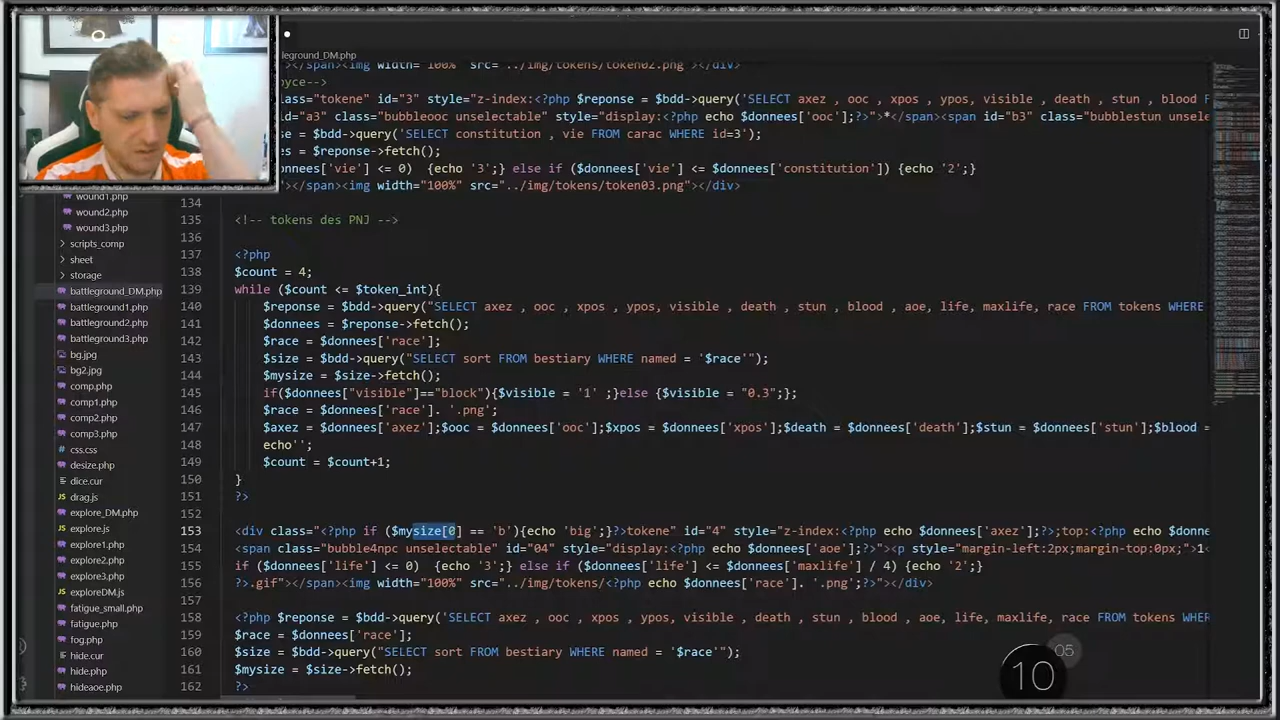 leground_DM.php
></span><img width="100%" src="../img/tokens/token02.png"></div>
oyce-->
class="tokene" id="3" style="z-index:<?php $reponse = $bdd->query('SELECT axez , ooc , xpos , ypos, visible , death , stun , blood
id="a3" class="bubbleooc unselectable" style="display:<?php echo $donnees['ooc'];?>">*</span><span id="b3" class="bubblestun unsele
se = $bdd->query('SELECT constitution , vie FROM carac WHERE id=3');
es = $reponse->fetch();
$donnees['vie'] <= 0)  {echo '3';} else if ($donnees['vie'] <= $donnees['constitution']) {echo '2';}
"></span><img width="100%" src="../img/tokens/token03.png"></div>
wound1.php
134
wound2.php
135 <!-- tokens des PNJ -->
wound3.php
136
scripts_comp
137 <?php
sheet
138 $count = 4;
storage
139 while ($count <= $token_int){
battleground_DM.php
140 $reponse = $bdd->query("SELECT axez , ooc , xpos , ypos, visible , death , stun , blood , aoe, life, maxlife, race FROM tokens WHERE
battleground1.php
141 $donnees = $reponse->fetch();
battleground2.php
142 $race = $donnees['race'];
battleground3.php
143 $size = $bdd->query("SELECT sort FROM bestiary WHERE named = '$race'");
bg.jpg
144 $mysize = $size->fetch();
bg2.jpg
145 if($donnees['visible']=="block"){$visible = '1' ;}else {$visible = "0.3";};
comp.php
146 $race = $donnees['race']. '.png';
comp1.php
147 $axez = $donnees['axez'];$ooc = $donnees['ooc'];$xpos = $donnees['xpos'];$death = $donnees['death'];$stun = $donnees['stun'];$blood =
comp2.php
148 echo'';
comp3.php
149 $count = $count+1;
css.css
150 }
desize.php
151 ?>
dice.cur
152
drag.js
explore_DM.php
153 <div class="<?php if ($mysize[0] == 'b'){echo 'big';}?>tokene" id="4" style="z-index:<?php echo $donnees['axez'];?>;top:<?php echo $donne
explore.js
154 <span class="bubble4npc unselectable" id="04" style="display:<?php echo $donnees['aoe'];?>"><p style="margin-left:2px;margin-top:0px;">1<
explore1.php
155 if ($donnees['life'] <= 0)  {echo '3';} else if ($donnees['life'] <= $donnees['maxlife'] / 4) {echo '2';}
explore2.php
156 ?>.gif"></span><img width="100%" src="../img/tokens/<?php echo $donnees['race']. '.png';?>"></div>
explore3.php
157
exploreDM.js
158 <?php $reponse = $bdd->query('SELECT axez , ooc , xpos , ypos, visible , death , stun , blood , aoe, life, maxlife, race FROM tokens WHER
fatigue_small.php
159 $race = $donnees['race'];
fatigue.php
160 $size = $bdd->query("SELECT sort FROM bestiary WHERE named = '$race'");
fog.php
161 $mysize = $size->fetch();
hide.cur
162 ?>
hide.php
hideaoe.php
05
10